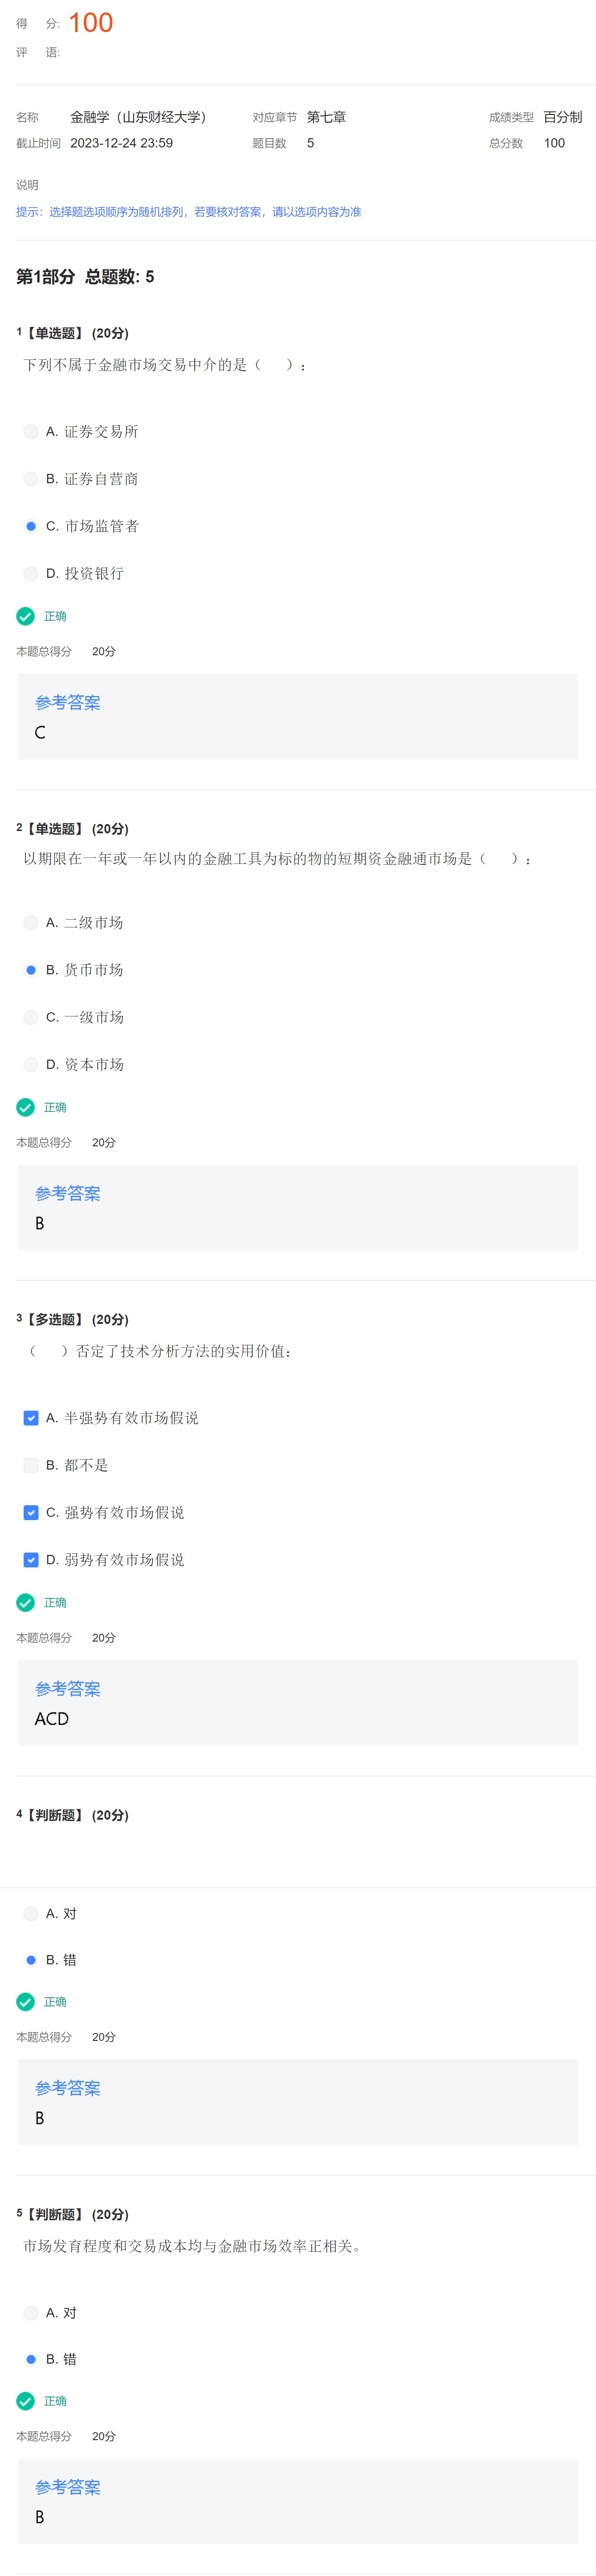 得 分: 100
评 语:
名称 金融学（山东财经大学） 对应章节 第七章 成绩类型 百分制
截止时间 2023-12-24 23:59 题目数 5 总分数 100
说明
提示：选择题选项顺序为随机排列，若要核对答案，请以选项内容为准
第1部分 总题数: 5
1【单选题】 (20分)
下列不属于金融市场交易中介的是（ ）：
A. 证券交易所
B. 证券自营商
C. 市场监管者
D. 投资银行
正确
本题总得分 20分
参考答案
C
2【单选题】 (20分)
以期限在一年或一年以内的金融工具为标的物的短期资金融通市场是（ ）：
A. 二级市场
B. 货币市场
C. 一级市场
D. 资本市场
正确
本题总得分 20分
参考答案
B
3【多选题】 (20分)
（ ）否定了技术分析方法的实用价值：
A. 半强势有效市场假说
B. 都不是
C. 强势有效市场假说
D. 弱势有效市场假说
正确
本题总得分 20分
参考答案
ACD
4【判断题】 (20分)
A. 对
B. 错
正确
本题总得分 20分
参考答案
B
5【判断题】 (20分)
市场发育程度和交易成本均与金融市场效率正相关。
A. 对
B. 错
正确
本题总得分 20分
参考答案
B